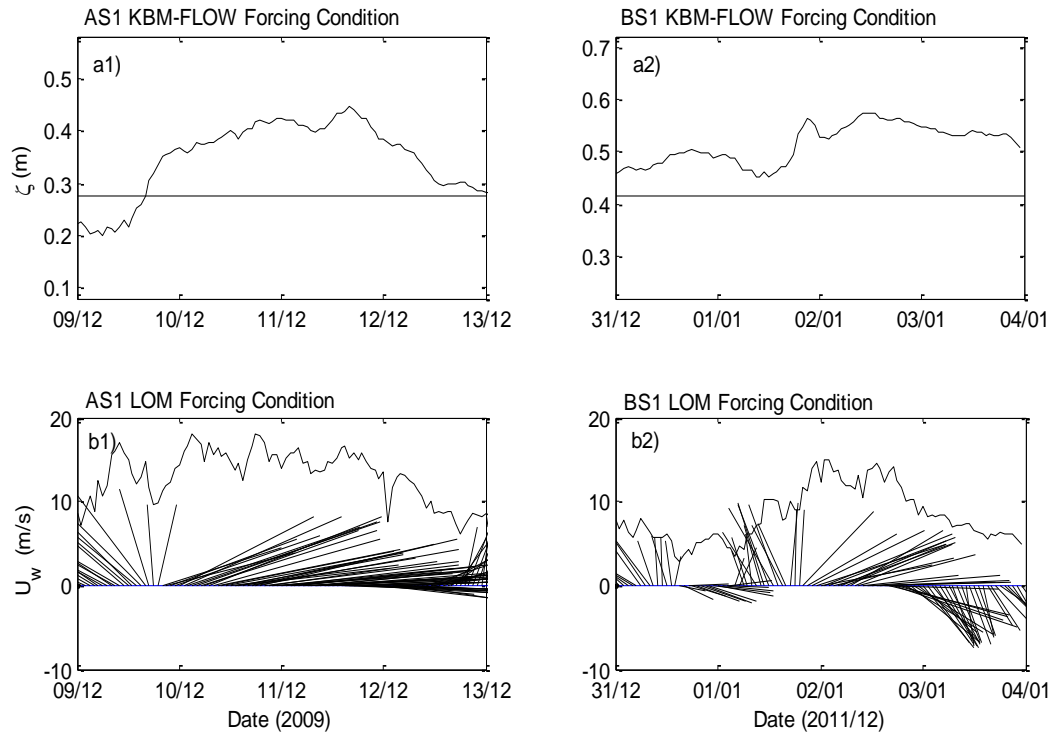 AS1 KBM-FLOW Forcing Condition
a1)
ζ (m)
0.5
0.4
0.3
0.2
0.1
09/12 10/12 11/12 12/12 13/12
BS1 KBM-FLOW Forcing Condition
a2)
0.7
0.6
0.5
0.4
0.3
31/12 01/01 02/01 03/01 04/01
AS1 LOM Forcing Condition
b1)
U_w (m/s)
20
10
0
-10
09/12 10/12 11/12 12/12 13/12
Date (2009)
BS1 LOM Forcing Condition
b2)
20
10
0
-10
31/12 01/01 02/01 03/01 04/01
Date (2011/12)